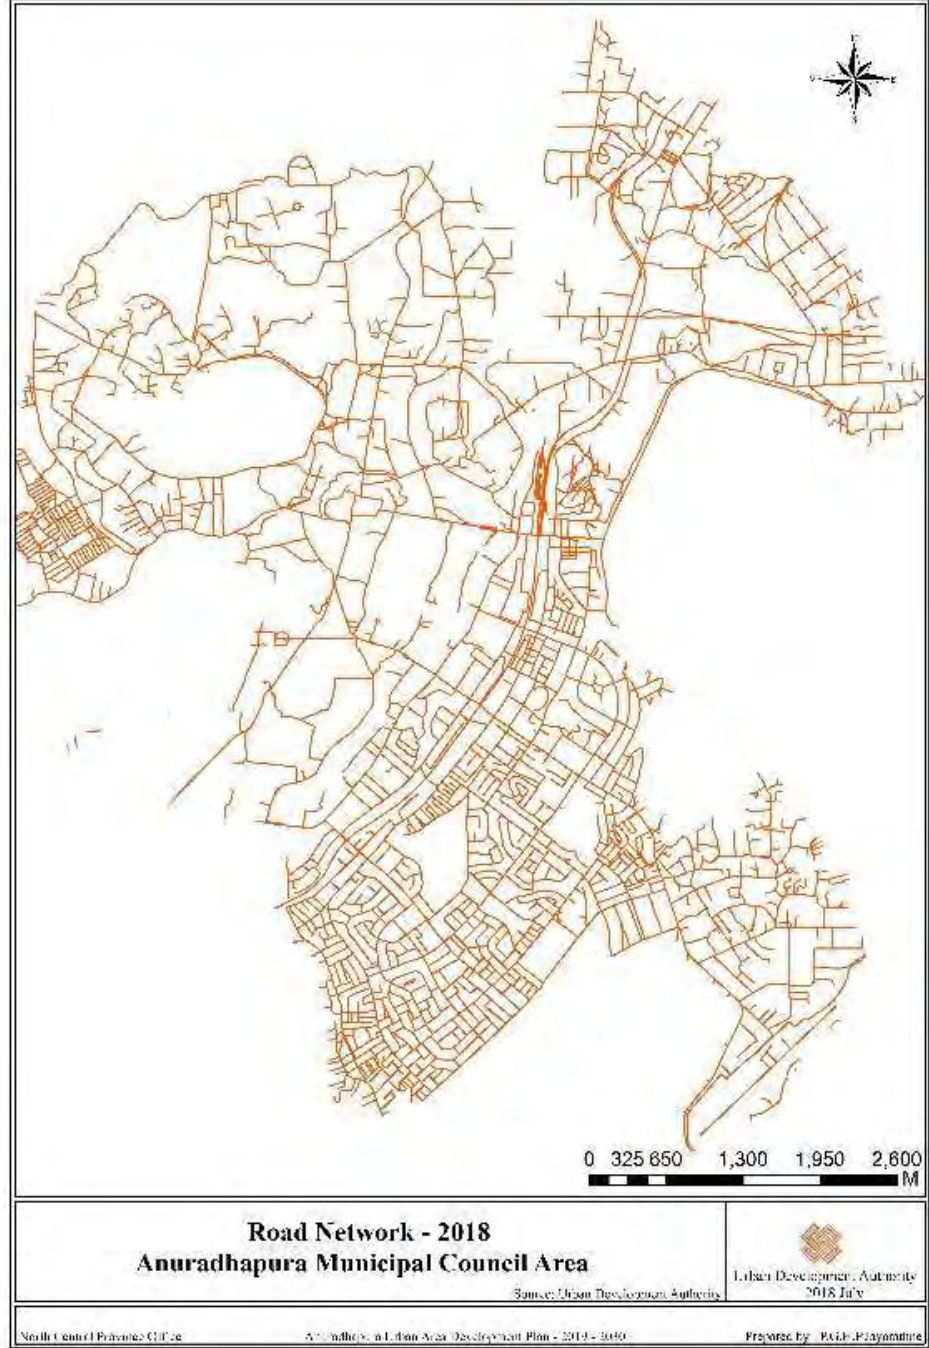 0 325 650 1,300 1,950 2,600
M
Road Network - 2018
Anuradhapura Municipal Council Area
Source: Urban Development Authority
Urban Development Authority
2018 July
North Central Province Office
Anuradhapura Urban Area Development Plan - 2019 - 2030
Prepared by